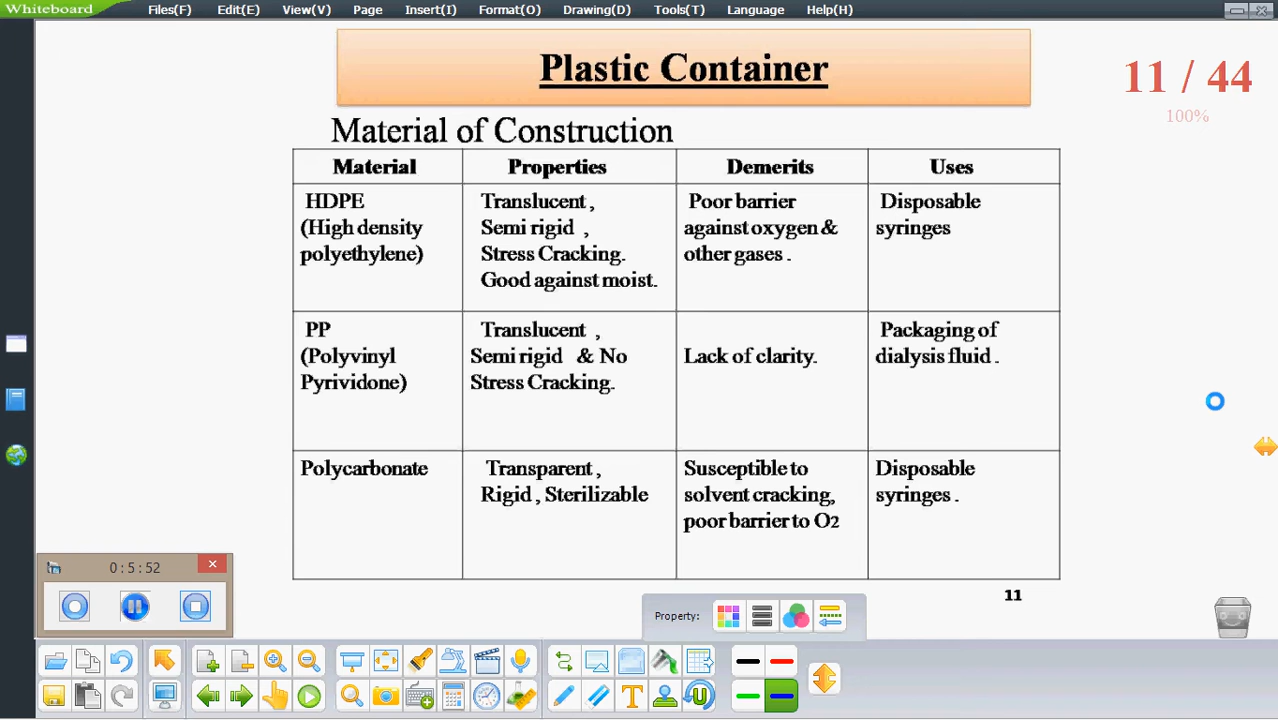 Whiteboard Files(F) Edit(E) View(V) Page Insert(I) Format(O) Drawing(D) Tools(T) Language Help(H)
Plastic Container
11 / 44
100%
Material of Construction
Material Properties Demerits Uses
HDPE
(High density
polyethylene)
Translucent ,
Semi rigid ,
Stress Cracking.
Good against moist.
Poor barrier
against oxygen &
other gases .
Disposable
syringes
PP
(Polyvinyl
Pyrividone)
Translucent ,
Semi rigid & No
Stress Cracking.
Lack of clarity.
Packaging of
dialysis fluid .
Polycarbonate
Transparent ,
Rigid , Sterilizable
Susceptible to
solvent cracking,
poor barrier to O2
Disposable
syringes .
11
0:5:52
Property: